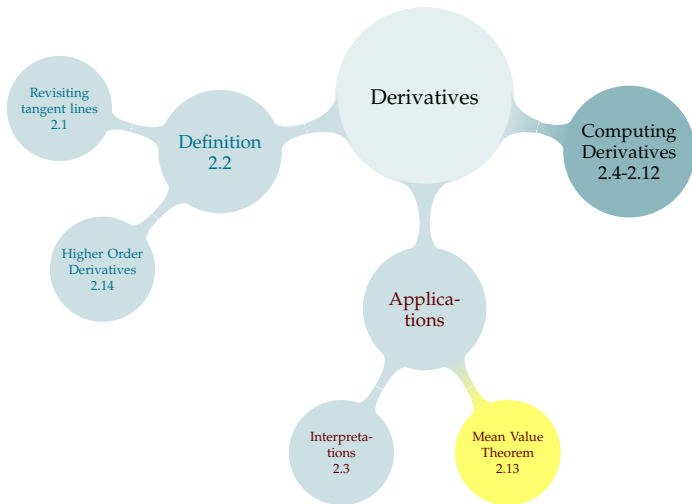 Derivatives
Revisiting
tangent lines
2.1
Definition
2.2
Computing
Derivatives
2.4-2.12
Higher Order
Derivatives
2.14
Applica-
tions
Interpreta-
tions
2.3
Mean Value
Theorem
2.13